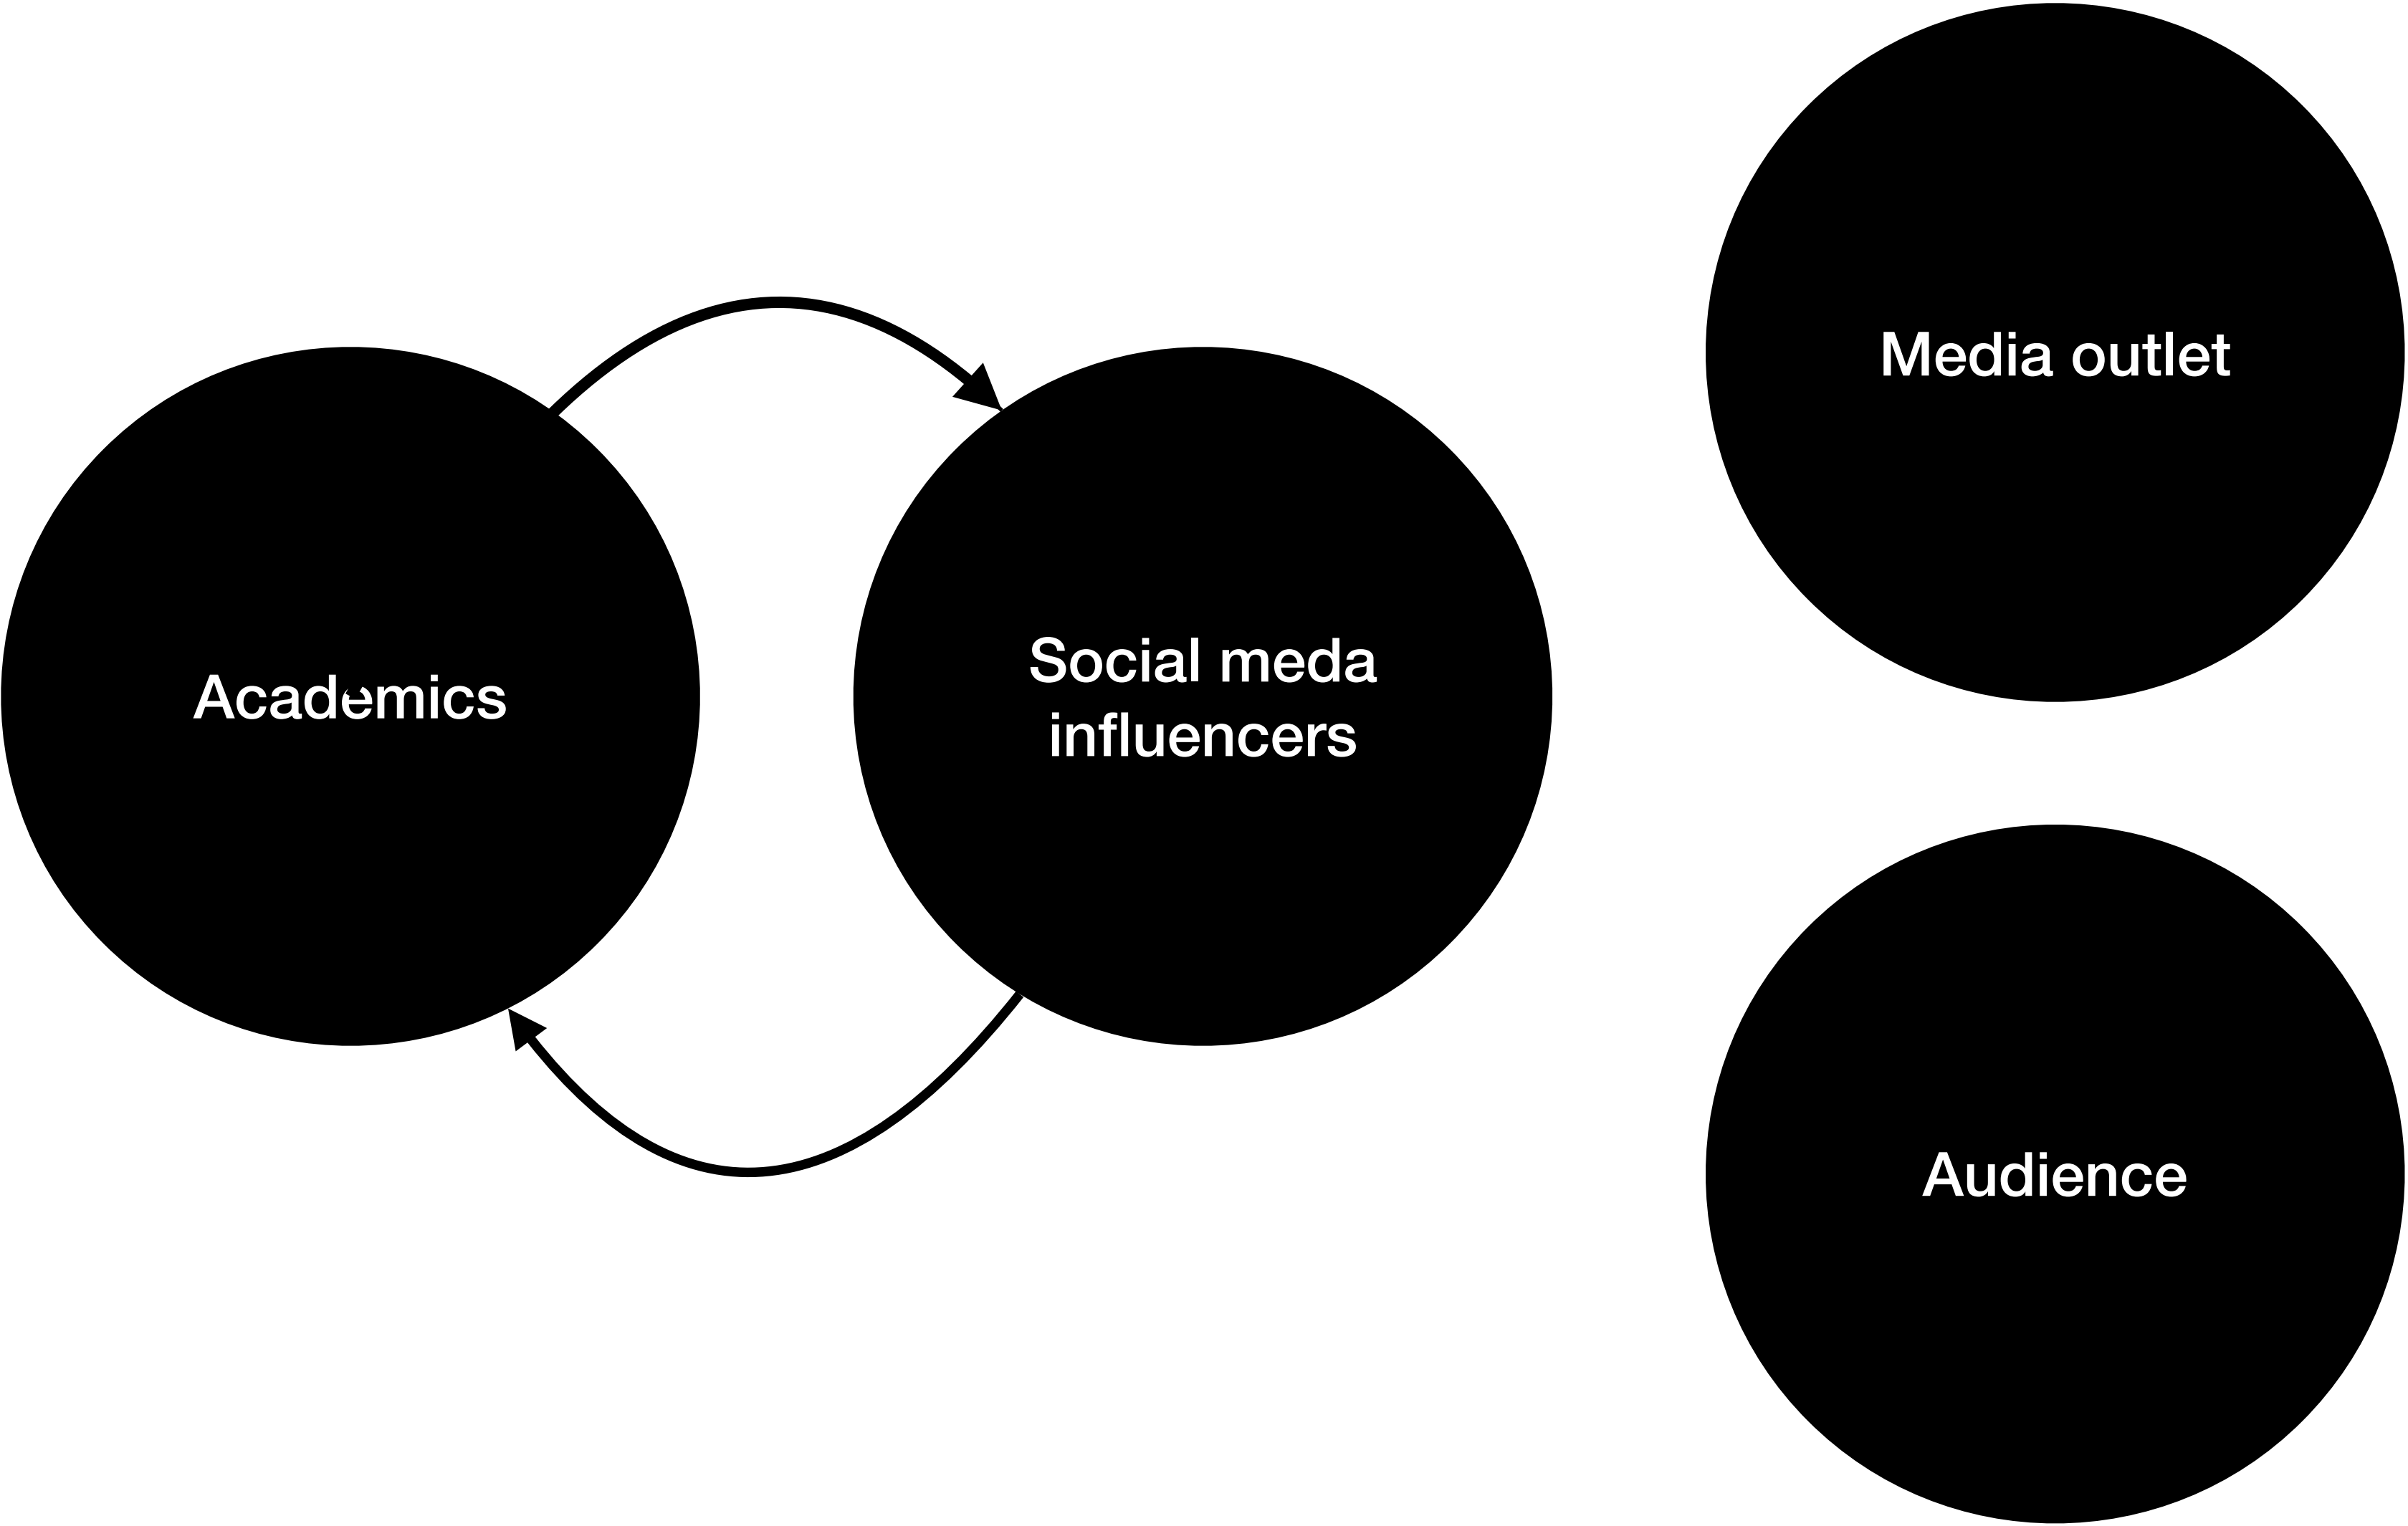 Academics
Social meda
influencers
Media outlet
Audience